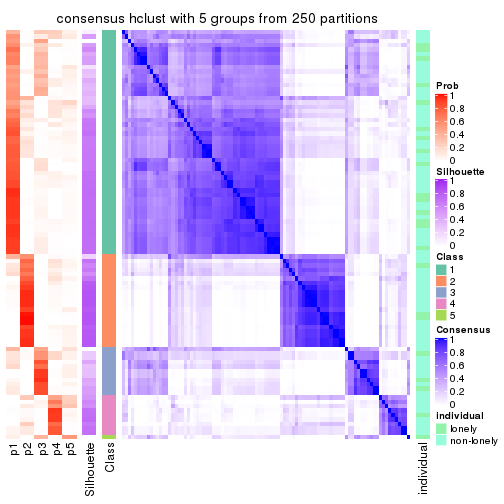 consensus hclust with 5 groups from 250 partitions
Prob
1
0.8
0.6
0.4
0.2
0
Silhouette
1
0.8
0.6
0.4
0.2
0
Class
1
2
3
4
5
Consensus
1
0.8
0.6
0.4
0.2
0
individual
lonely
non-lonely
p1
p2
p3
p4
p5
Silhouette
Class
individual